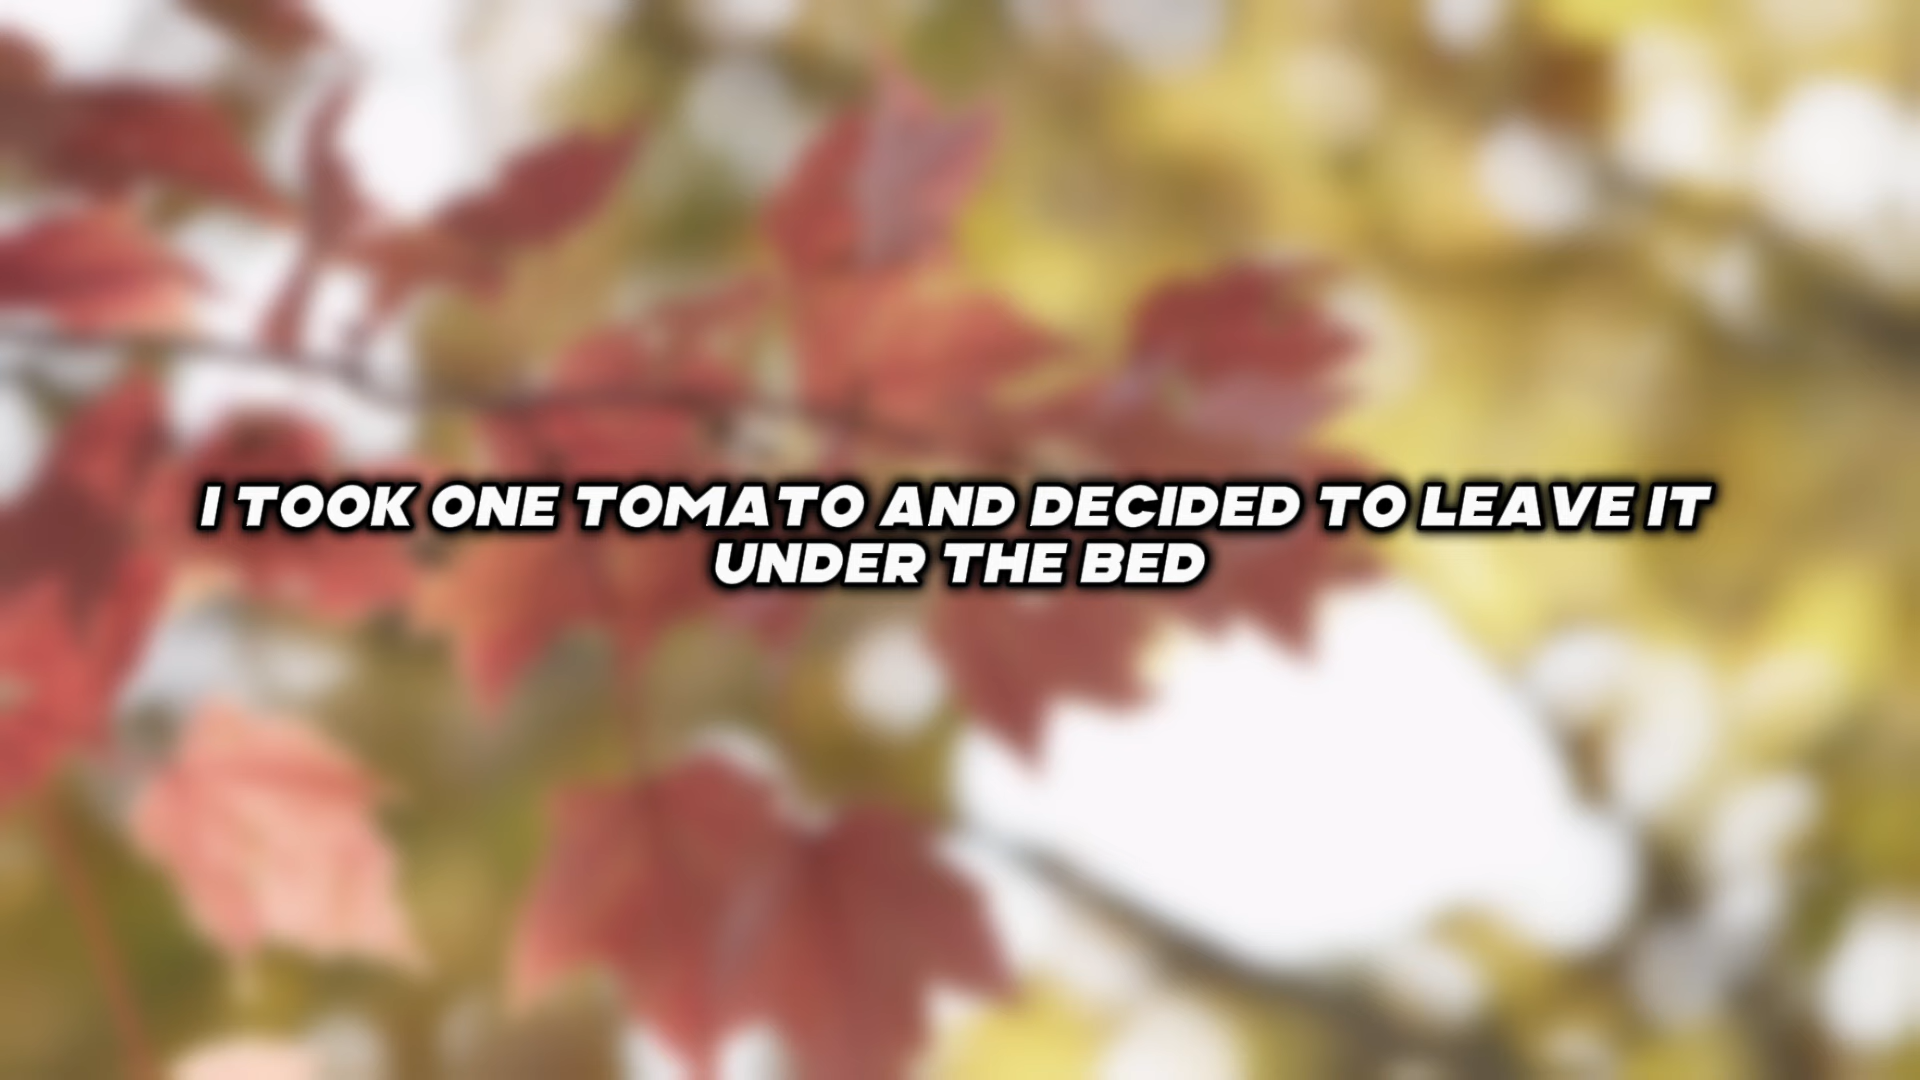 I TOOK ONE TOMATO AND DECIDED TO LEAVE IT
UNDER THE BED